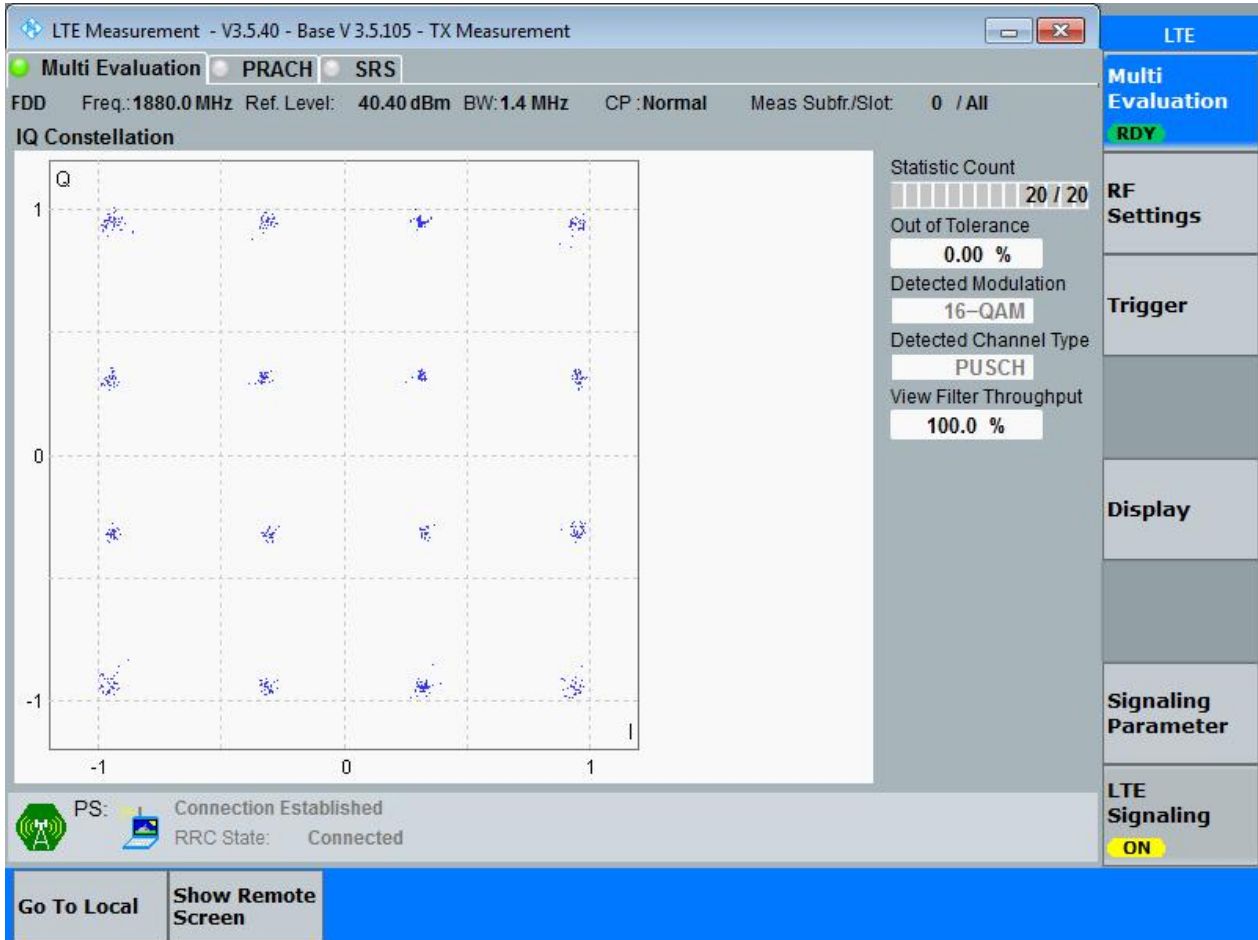 LTE Measurement - V3.5.40 - Base V 3.5.105 - TX Measurement
Multi Evaluation PRACH SRS
FDD Freq.: 1880.0 MHz Ref. Level: 40.40 dBm BW: 1.4 MHz CP : Normal Meas Subfr./Slot: 0 / All
IQ Constellation
Q
1
0
-1
I
-1 0 1
Statistic Count
20 / 20
Out of Tolerance
0.00 %
Detected Modulation
16-QAM
Detected Channel Type
PUSCH
View Filter Throughput
100.0 %
PS: Connection Established
RRC State: Connected
LTE
Multi
Evaluation
RDY
RF
Settings
Trigger
Display
Signaling
Parameter
LTE
Signaling
ON
Go To Local
Show Remote
Screen